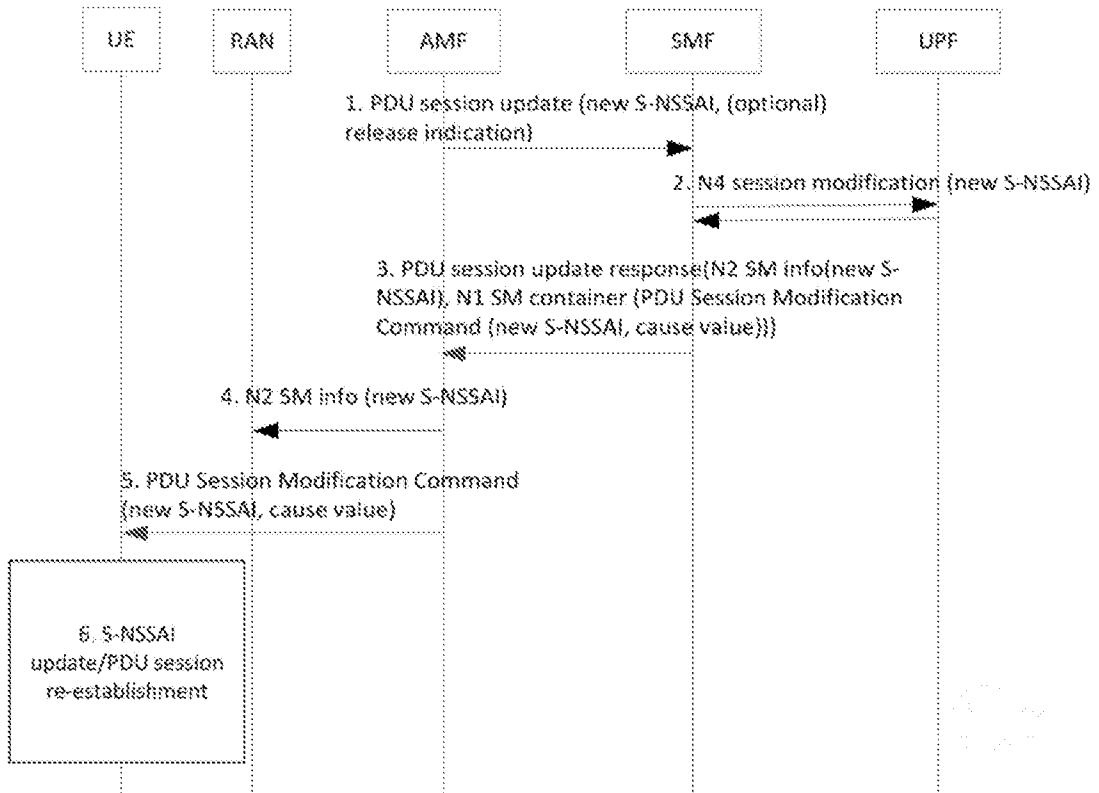 UE RAN AMF SMF UPF
1. PDU session update (new S-NSSAI, (optional)
release indication)
2. N4 session modification (new S-NSSAI)
3. PDU session update response(N2 SM info(new S-
NSSAI), N1 SM container (PDU Session Modification
Command (new S-NSSAI, cause value)))
4. N2 SM info (new S-NSSAI)
5. PDU Session Modification Command
(new S-NSSAI, cause value)
6. S-NSSAI
update/PDU session
re-establishment